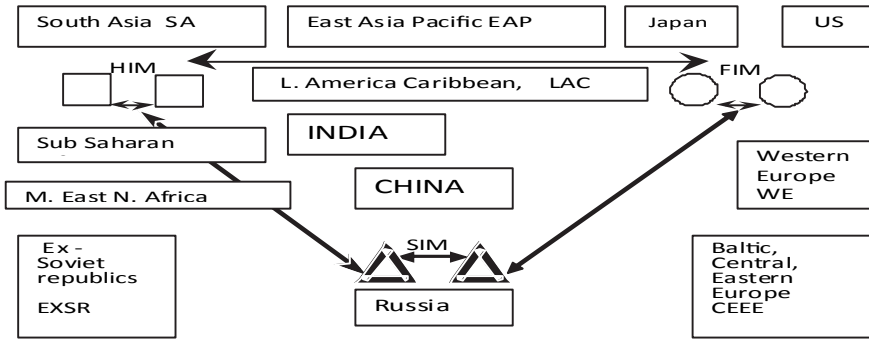 South Asia SA
East Asia Pacific EAP
Japan
US
HIM
FIM
L. America Caribbean, LAC
INDIA
Sub Saharan
Western
Europe
WE
M. East N. Africa
CHINA
Ex -
Soviet
republics
EXSR
SIM
Baltic,
Central,
Eastern
Europe
CEEE
Russia